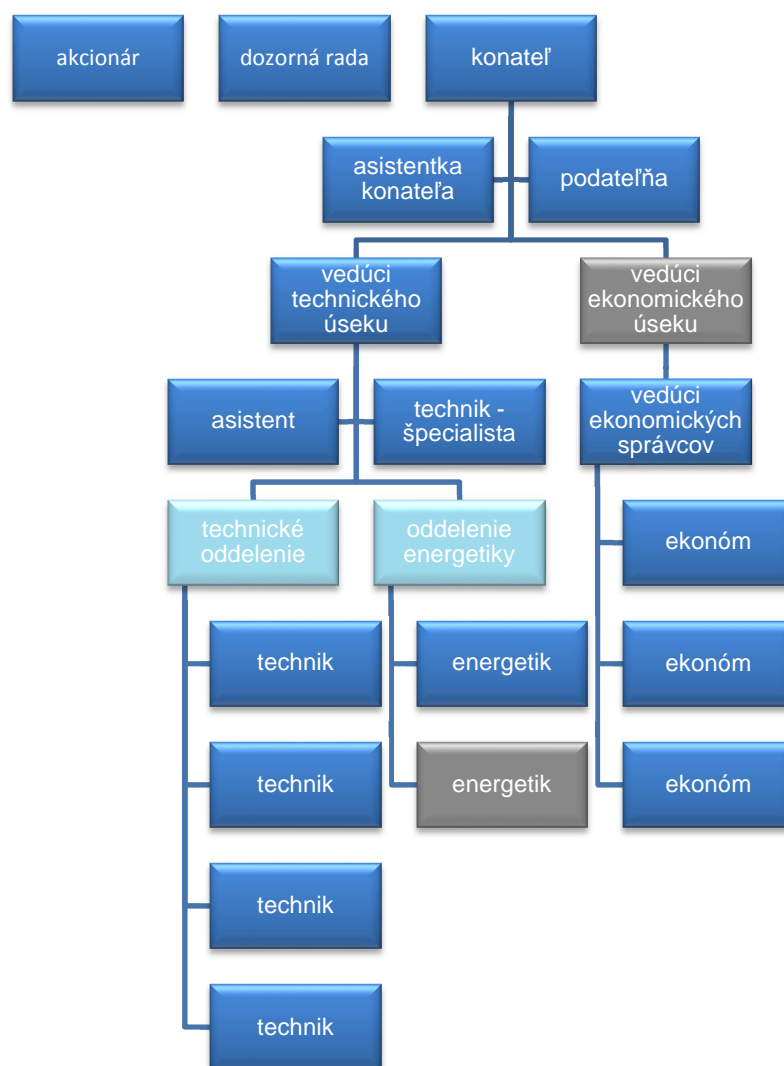 akcionár
dozorná rada
konateľ
asistentka
konateľa
podateľňa
vedúci
technického
úseku
vedúci
ekonomického
úseku
asistent
technik -
špecialista
vedúci
ekonomických
správcov
technické
oddelenie
oddelenie
energetiky
ekonóm
technik
energetik
ekonóm
technik
energetik
ekonóm
technik
technik